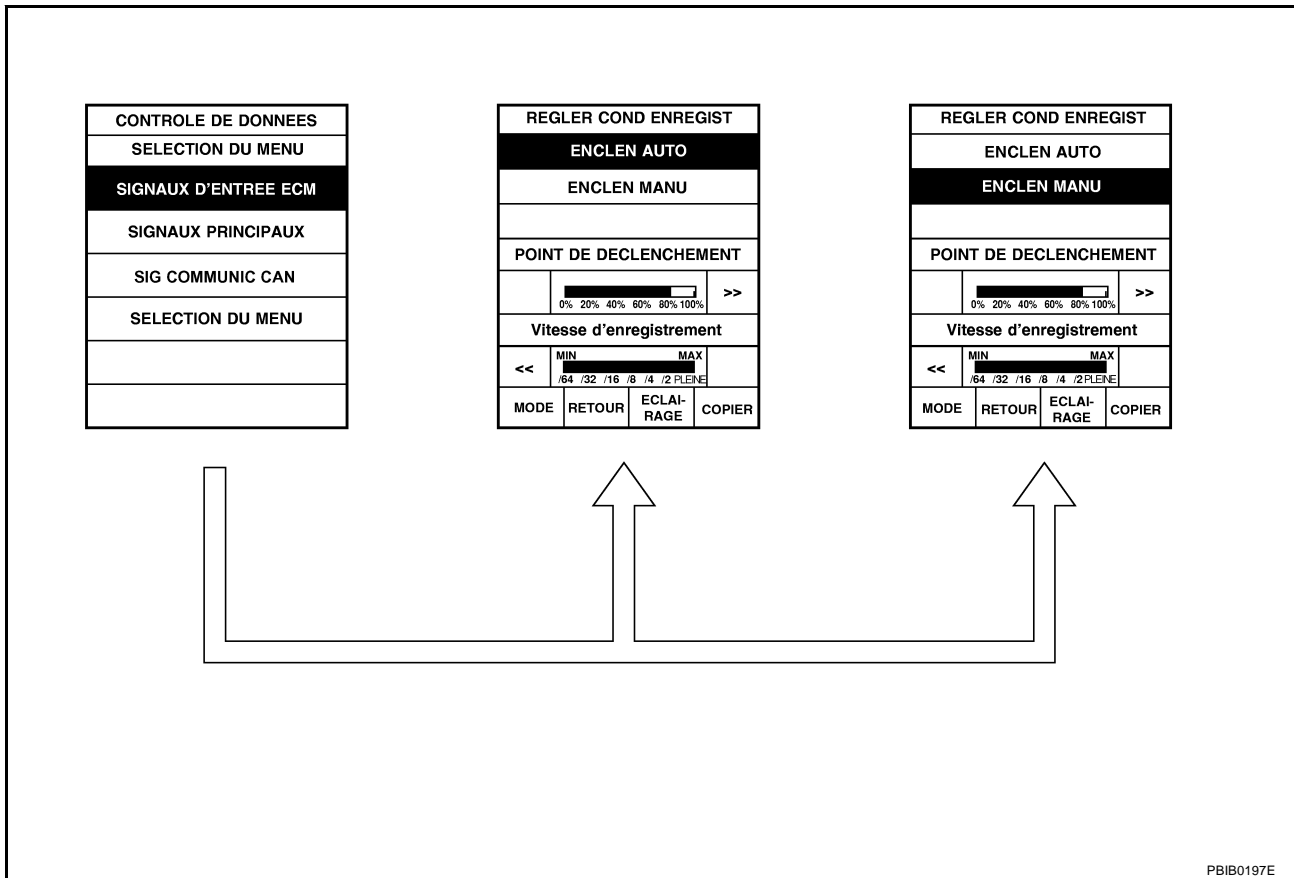 CONTROLE DE DONNEES
SELECTION DU MENU
SIGNAUX D'ENTREE ECM
SIGNAUX PRINCIPAUX
SIG COMMUNIC CAN
SELECTION DU MENU
REGLER COND ENREGIST
ENCLEN AUTO
ENCLEN MANU
POINT DE DECLENCHEMENT
>>
0% 20% 40% 60% 80% 100%
Vitesse d'enregistrement
MIN MAX
<<
/64 /32 /16 /8 /4 /2 PLEINE
MODE RETOUR ECLAI-
RAGE COPIER
REGLER COND ENREGIST
ENCLEN AUTO
ENCLEN MANU
POINT DE DECLENCHEMENT
>>
0% 20% 40% 60% 80% 100%
Vitesse d'enregistrement
MIN MAX
<<
/64 /32 /16 /8 /4 /2 PLEINE
MODE RETOUR ECLAI-
RAGE COPIER
PBIB0197E